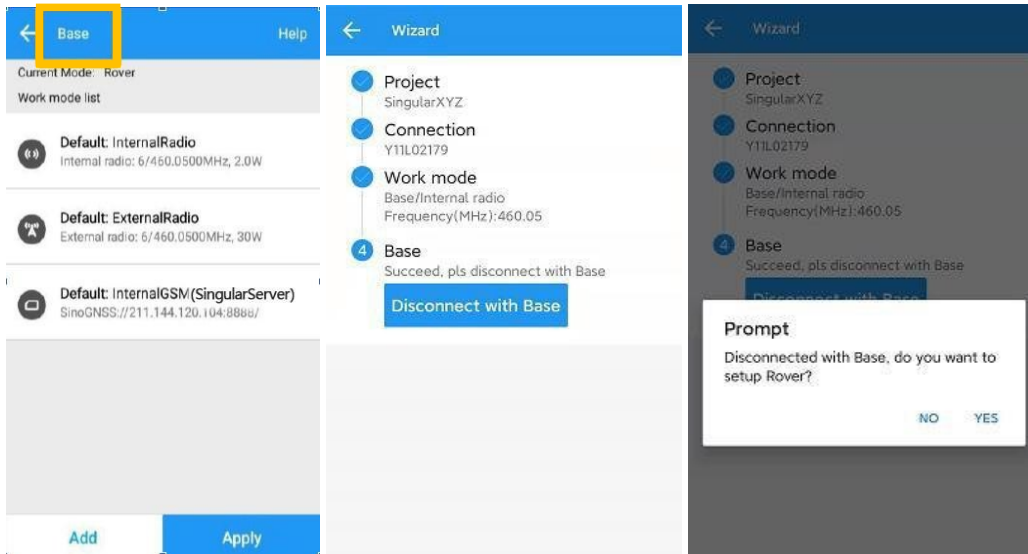 Base
Help
Current Mode: Rover
Work mode list
Default: InternalRadio
Internal radio: 6/460.0500MHz, 2.0W
Default: ExternalRadio
External radio: 6/460.0500MHz, 30W
Default: InternalGSM(SingularServer)
SinoGNSS://211.144.120.104:8888/
Add
Apply
Wizard
Project
SingularXYZ
Connection
Y11L02179
Work mode
Base/Internal radio
Frequency(MHz):460.05
4
Base
Succeed, pls disconnect with Base
Disconnect with Base
Wizard
Project
SingularXYZ
Connection
Y11L02179
Work mode
Base/Internal radio
Frequency(MHz):460.05
4
Base
Succeed, pls disconnect with Base
Disconnect with Base
Prompt
Disconnected with Base, do you want to
setup Rover?
NO
YES